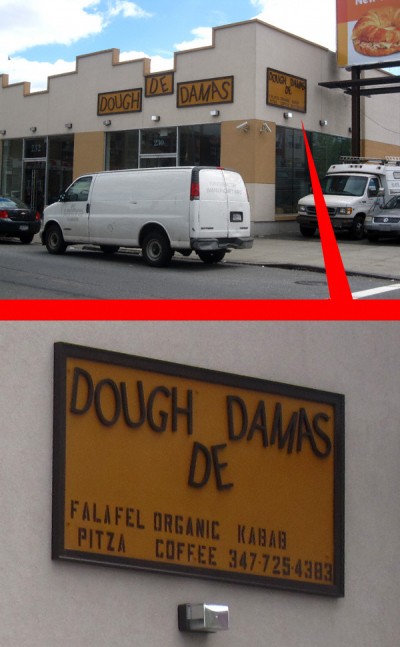 DOUGH
DE
DAMAS
DOUGH DAMAS
DE
DOUGH DAMAS
DE
FALAFEL ORGANIC KABAB
PITZA COFFEE 347-725-4383